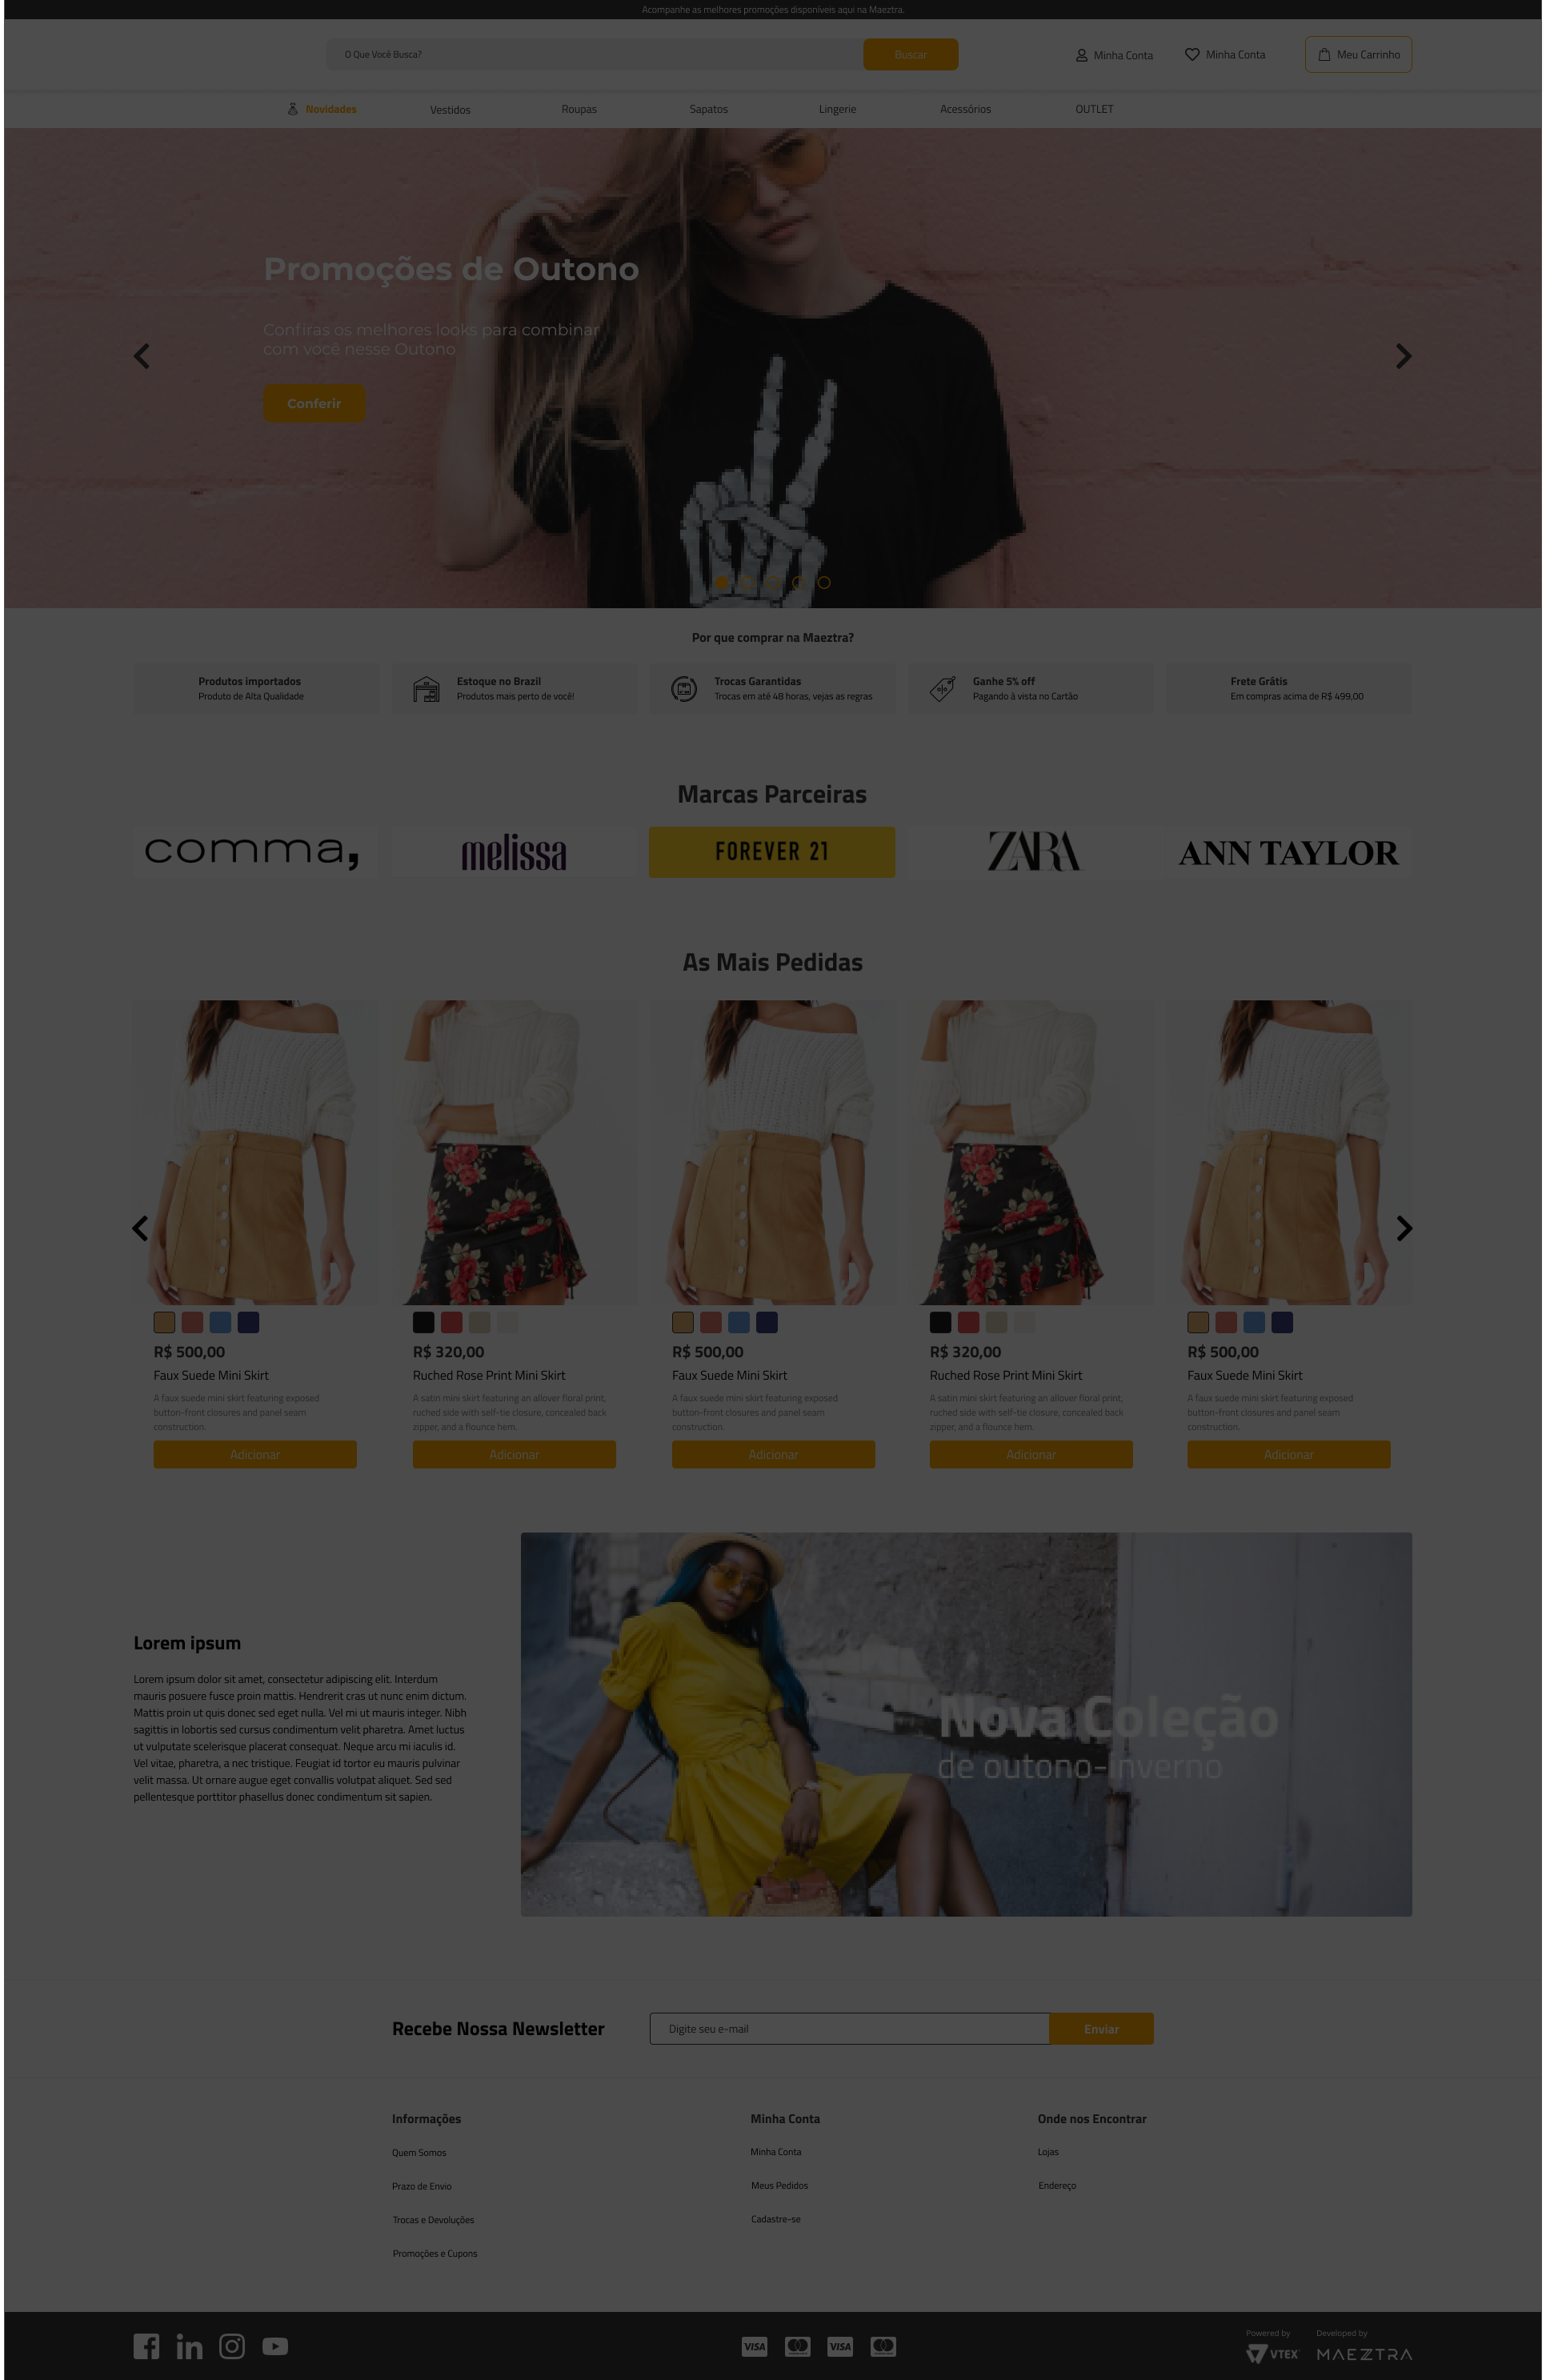 Acompanhe as melhores promoções disponíveis aqui na Maeztra.
O Que Você Busca?
Buscar
Minha Conta
Minha Conta
Meu Carrinho
Novidades
Vestidos
Roupas
Sapatos
Lingerie
Acessórios
OUTLET
Promoções de Outono
Confiras os melhores looks para combinar
com você nesse Outono
Conferir
Por que comprar na Maeztra?
Produtos importados
Produto de Alta Qualidade
Estoque no Brazil
Produtos mais perto de você!
Trocas Garantidas
Trocas em até 48 horas, vejas as regras
Ganhe 5% off
Pagando à vista no Cartão
Frete Grátis
Em compras acima de R$ 499,00
Marcas Parceiras
comma,
melissa
FOREVER 21
ZARA
ANN TAYLOR
As Mais Pedidas
R$ 500,00
Faux Suede Mini Skirt
A faux suede mini skirt featuring exposed
button-front closures and panel seam
construction.
Adicionar
R$ 320,00
Ruched Rose Print Mini Skirt
A satin mini skirt featuring an allover floral print,
ruched side with self-tie closure, concealed back
zipper, and a flounce hem.
Adicionar
R$ 500,00
Faux Suede Mini Skirt
A faux suede mini skirt featuring exposed
button-front closures and panel seam
construction.
Adicionar
R$ 320,00
Ruched Rose Print Mini Skirt
A satin mini skirt featuring an allover floral print,
ruched side with self-tie closure, concealed back
zipper, and a flounce hem.
Adicionar
R$ 500,00
Faux Suede Mini Skirt
A faux suede mini skirt featuring exposed
button-front closures and panel seam
construction.
Adicionar
Lorem ipsum
Lorem ipsum dolor sit amet, consectetur adipiscing elit. Interdum
mauris posuere fusce proin mattis. Hendrerit cras ut nunc enim dictum.
Mattis proin ut quis donec sed eget nulla. Vel mi ut mauris integer. Nibh
sagittis in lobortis sed cursus condimentum velit pharetra. Amet luctus
ut vulputate scelerisque placerat consequat. Neque arcu mi iaculis id.
Vel vitae, pharetra, a nec tristique. Feugiat id tortor eu mauris pulvinar
velit massa. Ut ornare augue eget convallis volutpat aliquet. Sed sed
pellentesque porttitor phasellus donec condimentum sit sapien.
Nova Coleção
de outono-inverno
Recebe Nossa Newsletter
Digite seu e-mail
Enviar
Informações
Quem Somos
Prazo de Envio
Trocas e Devoluções
Promoções e Cupons
Minha Conta
Minha Conta
Meus Pedidos
Cadastre-se
Onde nos Encontrar
Lojas
Endereço
VISA
VISA
Powered by
VTEX
Developed by
MAEZTRA